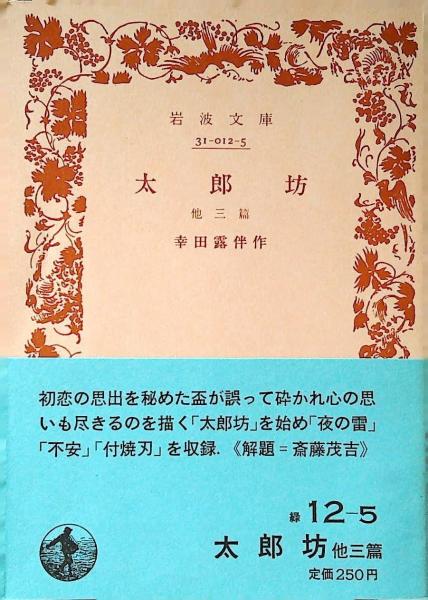 岩波文庫
31-012-5
太郎坊
他三篇
幸田露伴作
初恋の思出を秘めた盃が誤って砕かれ心の思
いも尽きるのを描く「太郎坊」を始め「夜の雷」
「不安」「付焼刃」を収録.《解題=斎藤茂吉》
緑 12-5
太郎坊 他三篇
定価250円